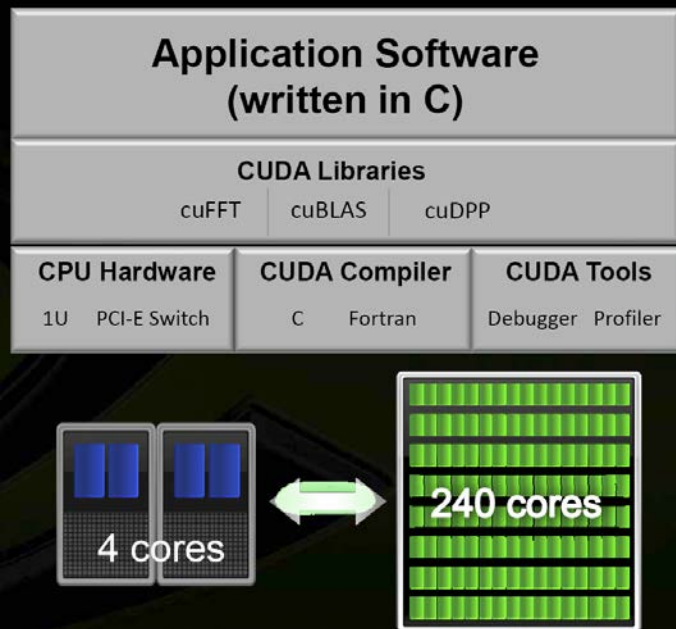 Application Software
(written in C)
CUDA Libraries
cuFFT cuBLAS cuDPP
CPU Hardware CUDA Compiler CUDA Tools
1U PCI-E Switch C Fortran Debugger Profiler
4 cores 240 cores